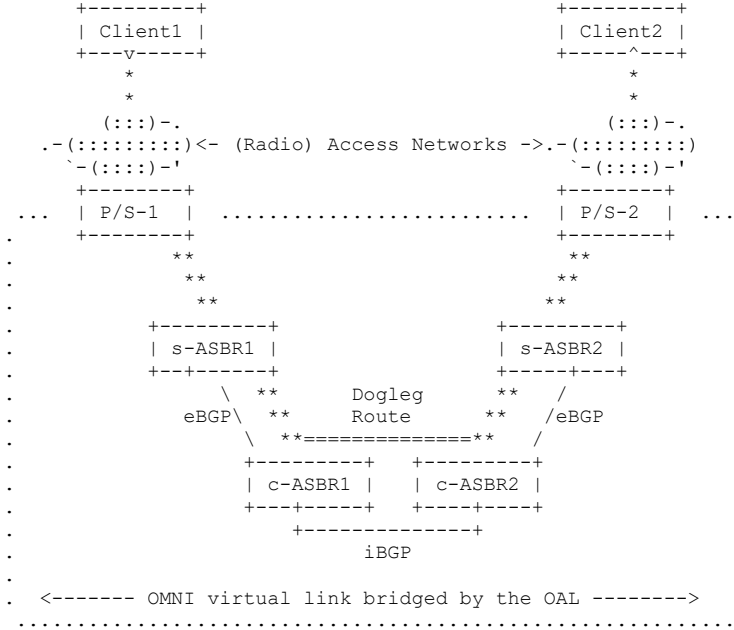 +---------+ +---------+
| Client1 | | Client2 |
+---v-----+ +-----^---+
* *
* *
(:::)-. (:::)-.
.-(:::::::::)<- (Radio) Access Networks ->.-(:::::::::)
`-(::::)-' `-(::::)-'
+--------+ +--------+
... | P/S-1 | .......................... | P/S-2 | ...
. +--------+ +--------+
. ** **
. ** **
. ** **
. +---------+ +---------+
. | s-ASBR1 | | s-ASBR2 |
. +--+------+ +-----+---+
. \ ** Dogleg ** /
. eBGP\ ** Route ** /eBGP
. \ **==============** /
. +---------+ +---------+
. | c-ASBR1 | | c-ASBR2 |
. +---+-----+ +----+----+
. +--------------+
. iBGP
.
. <------- OMNI virtual link bridged by the OAL -------->
............................................................